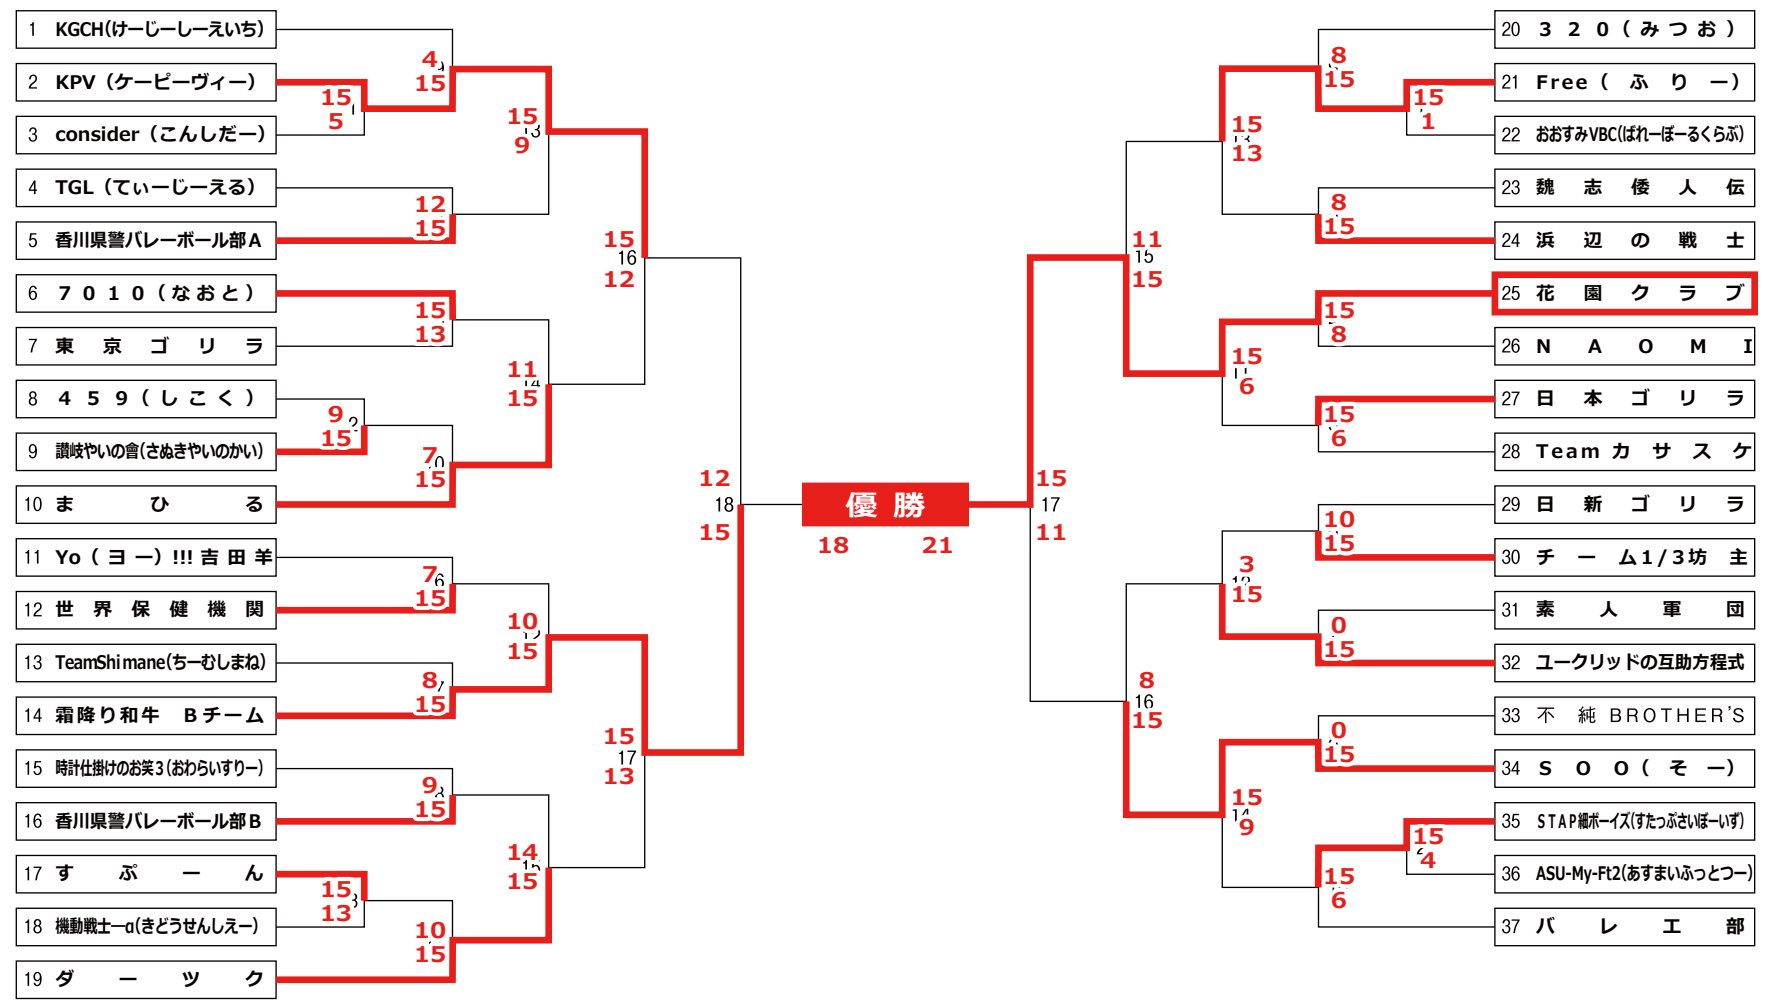 1 KGCH(けーじーしーえいち)
2 KPV(ケーピーヴィー)
3 consider(こんしだー)
4 TGL(てぃーじーえる)
5 香川県警バレーボール部A
6 7010(なおと)
7 東京ゴリラ
8 459(しこく)
9 讃岐やいの會(さぬきやいのかい)
10 まひる
11 Yo(ヨー)!!!吉田羊
12 世界保健機関
13 TeamShimane(ちーむしまね)
14 霜降り和牛 Bチーム
15 時計仕掛けのお笑3(おわらいすりー)
16 香川県警バレーボール部B
17 すぷーん
18 機動戦士―α(きどうせんしえー)
19 ダーツク
15
5
9
15
15
13
4
15
12
15
15
13
7
15
7
15
8
15
9
15
10
15
15
9
11
15
10
15
14
15
15
16
12
15
17
13
12
18
15
優勝
18 21
15
17
11
11
15
15
8
16
15
15
13
15
6
3
15
15
9
8
15
8
15
15
8
15
6
10
15
0
15
0
15
15
6
15
1
15
4
20 320(みつお)
21 Free(ふりー)
22 おおすみVBC(ばれーぼーるくらぶ)
23 魏志倭人伝
24 浜辺の戦士
25 花園クラブ
26 NAOMI
27 日本ゴリラ
28 Teamカサスケ
29 日新ゴリラ
30 チーム1/3坊主
31 素人軍団
32 ユークリッドの互助方程式
33 不純BROTHER'S
34 SOO(そー)
35 STAP細ボーイズ(すたっぷさいぼーいず)
36 ASU-My-Ft2(あすまいふっとつー)
37 バレエ部